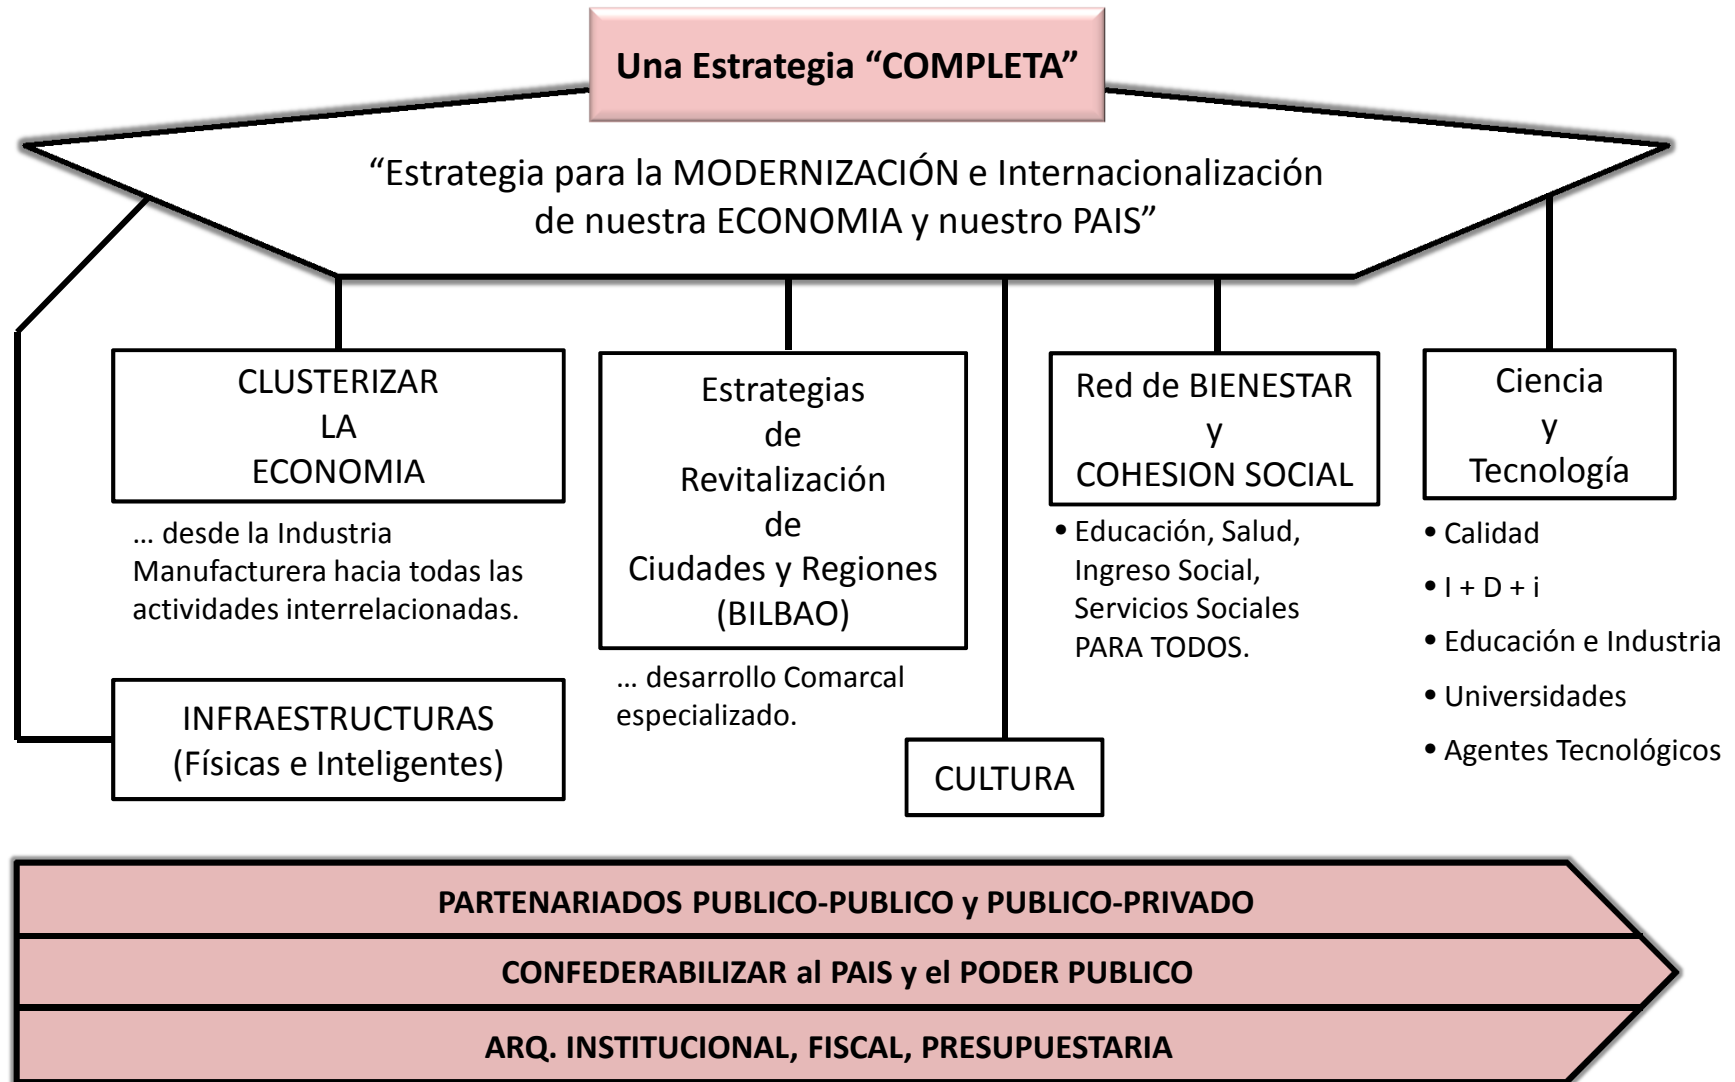 Una Estrategia “COMPLETA”
“Estrategia para la MODERNIZACIÓN e Internacionalización
de nuestra ECONOMIA y nuestro PAIS”
CLUSTERIZAR
LA
ECONOMIA
… desde la Industria
Manufacturera hacia todas las
actividades interrelacionadas.
INFRAESTRUCTURAS
(Físicas e Inteligentes)
Estrategias
de
Revitalización
de
Ciudades y Regiones
(BILBAO)
… desarrollo Comarcal
especializado.
CULTURA
Red de BIENESTAR
y
COHESION SOCIAL
• Educación, Salud,
Ingreso Social,
Servicios Sociales
PARA TODOS.
Ciencia
y
Tecnología
• Calidad
• I + D + i
• Educación e Industria
• Universidades
• Agentes Tecnológicos
PARTENARIADOS PUBLICO-PUBLICO y PUBLICO-PRIVADO
CONFEDERABILIZAR al PAIS y el PODER PUBLICO
ARQ. INSTITUCIONAL, FISCAL, PRESUPUESTARIA